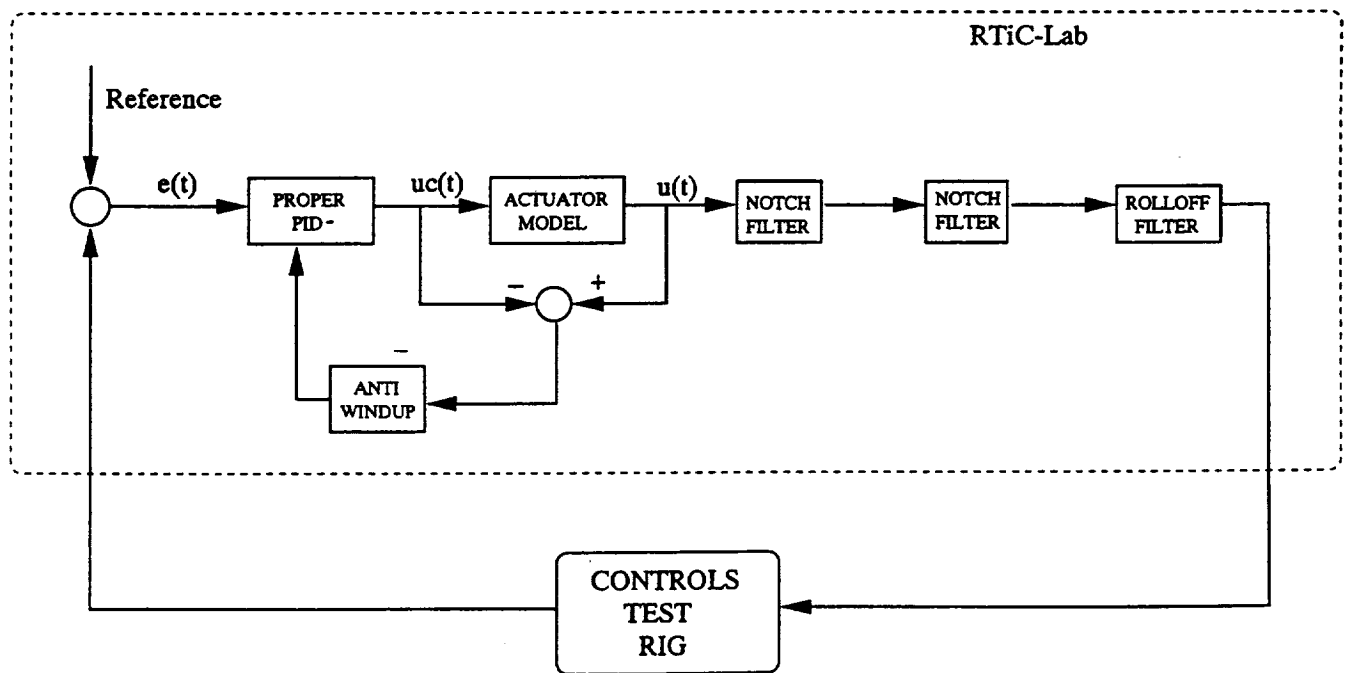 RTiC-Lab
Reference
e(t)
PROPER
PID-
uc(t)
ACTUATOR
MODEL
u(t)
NOTCH
FILTER
NOTCH
FILTER
ROLLOFF
FILTER
− +
−
ANTI
WINDUP
CONTROLS
TEST
RIG